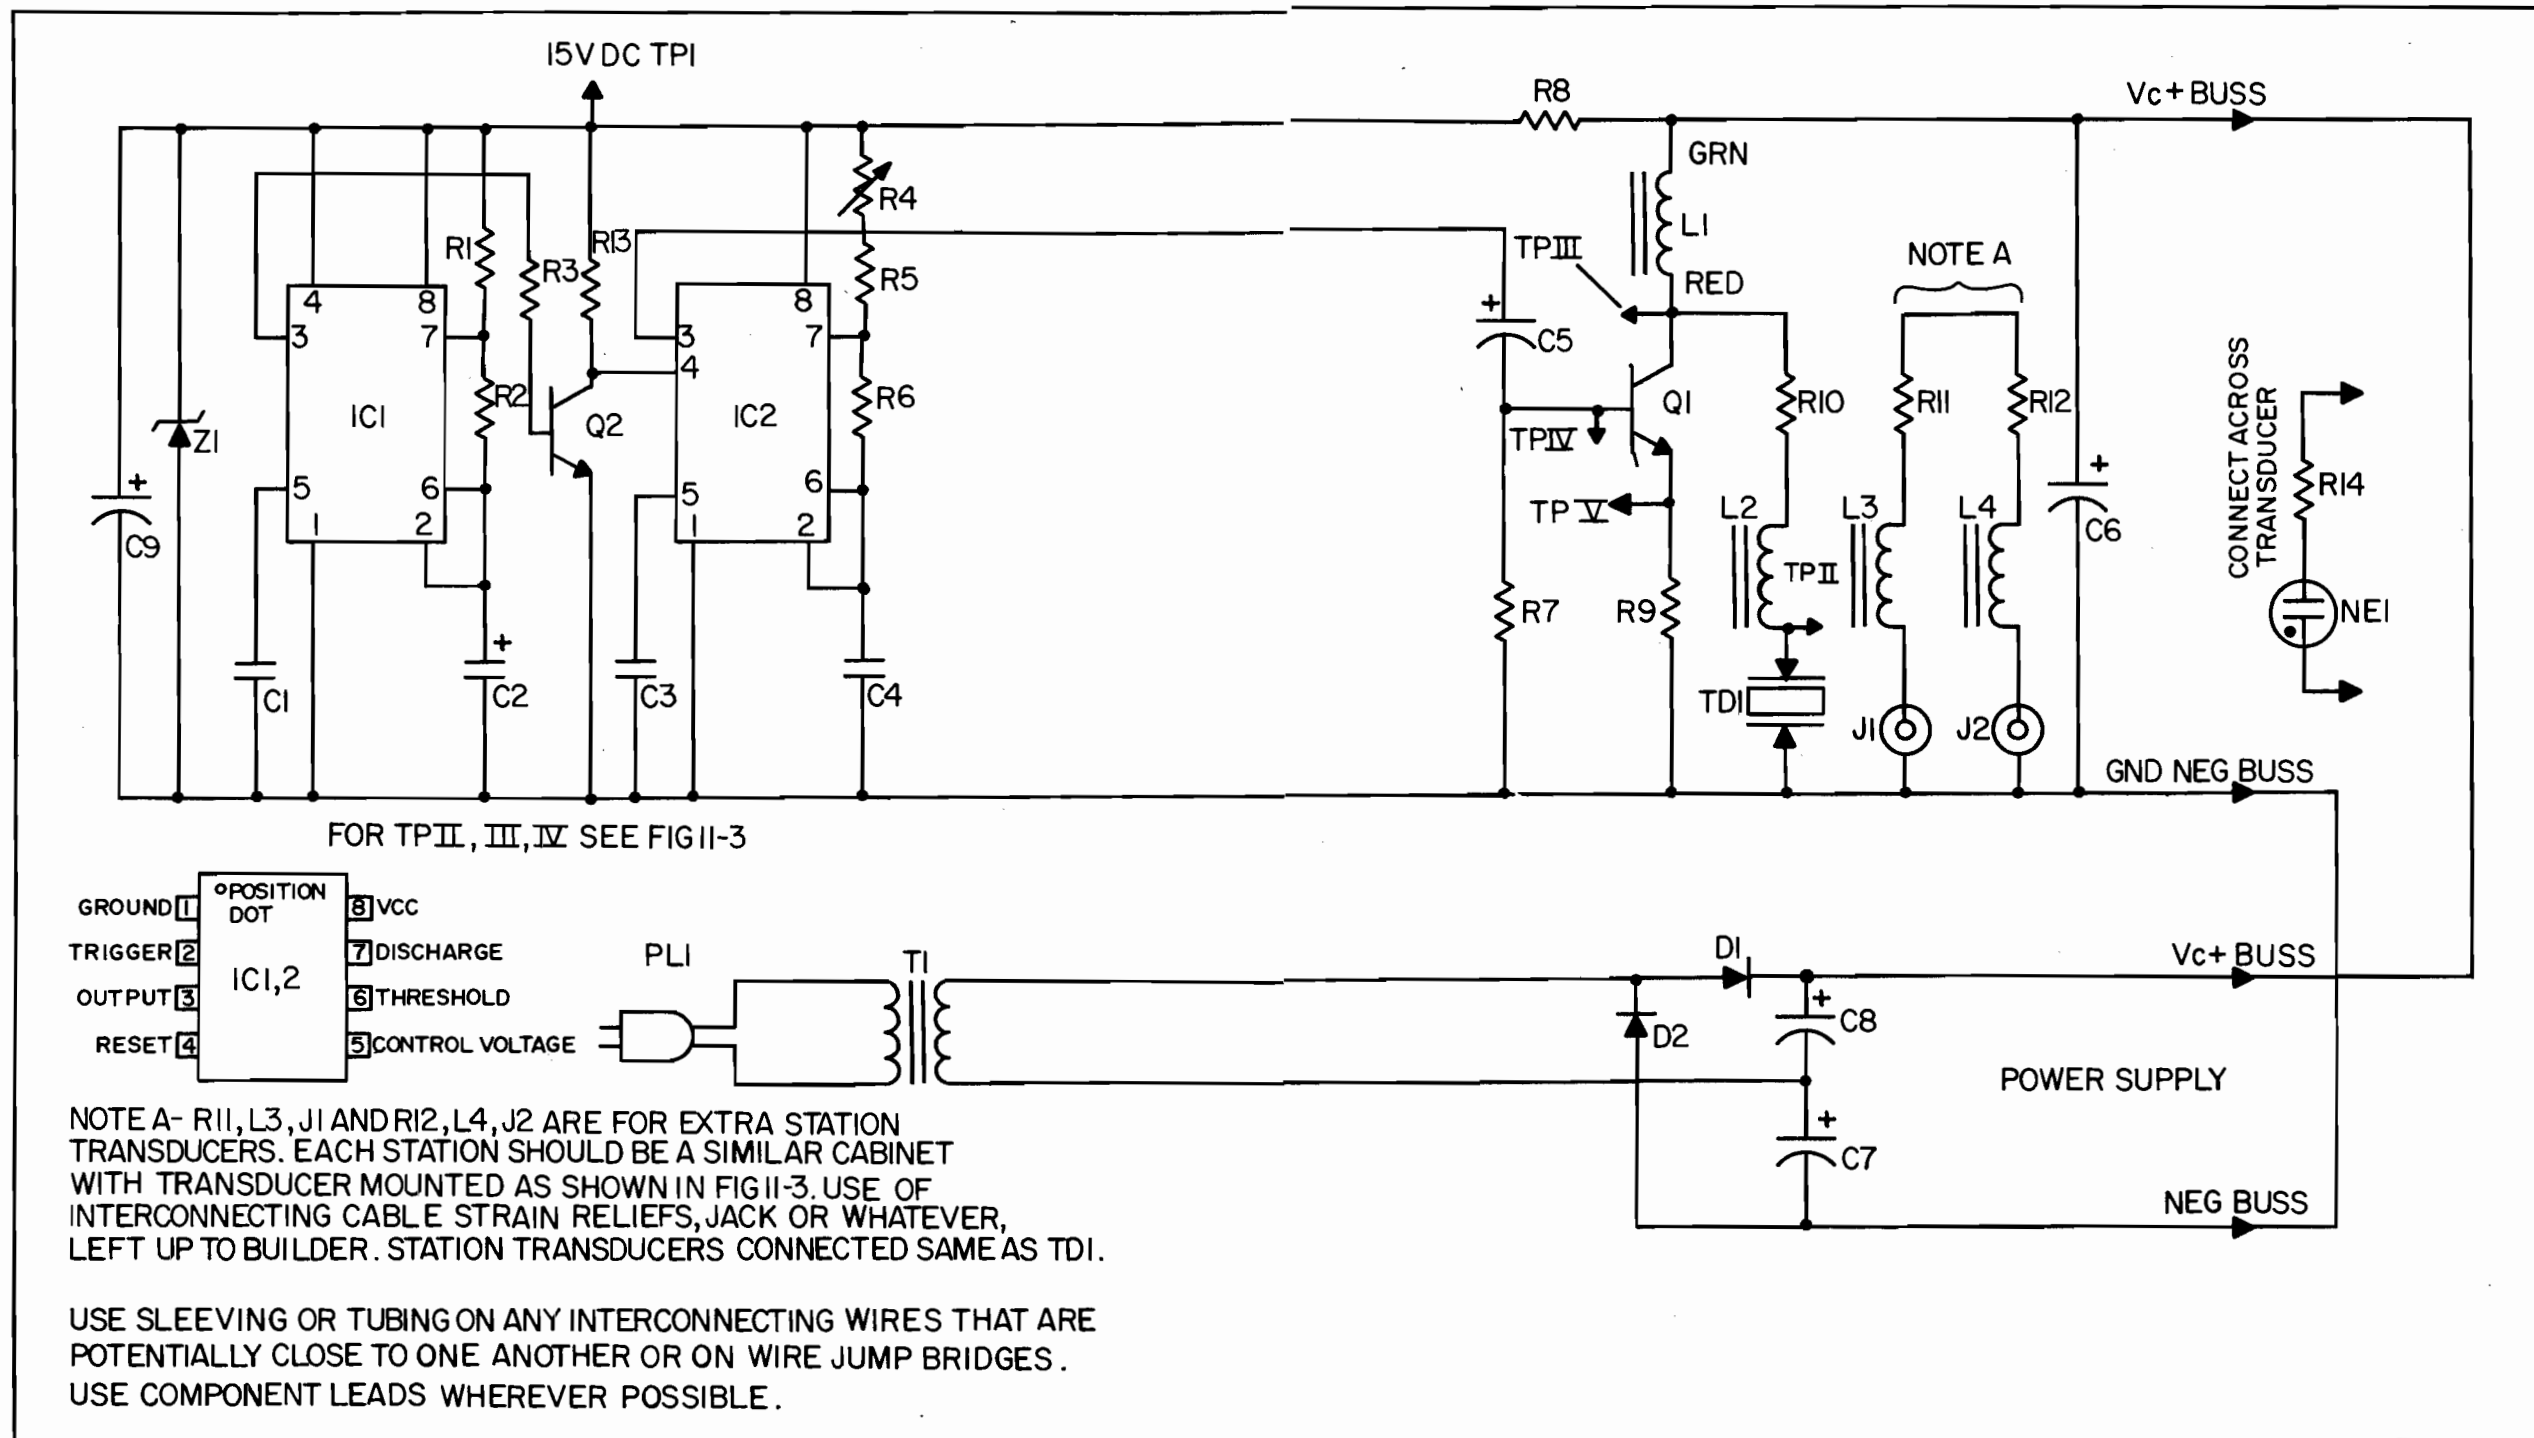 15V DC TP1
R8
Vc+ BUSS
GRN
R4
L1
R1
R3
R13
R5
TPIII
RED
NOTE A
4
8
3
7
8
3
7
4
+
C5
R2
IC1
Q2
IC2
R6
Q1
R10
R11
R12
CONNECT ACROSS
TRANSDUCER
Z1
TPIV
+
C9
5
6
1
2
5
6
1
2
TP V
L2
L3
L4
+
C6
R14
TPII
R7
R9
NE1
C1
+
C2
C3
C4
TD1
J1
J2
GND NEG BUSS
FOR TPII, III, IV SEE FIG 11-3
GROUND 1
TRIGGER 2
OUTPUT 3
RESET 4
POSITION
DOT
IC1,2
8 VCC
7 DISCHARGE
6 THRESHOLD
5 CONTROL VOLTAGE
PL1
T1
D1
Vc+ BUSS
D2
+
C8
POWER SUPPLY
+
C7
NEG BUSS
NOTE A- R11, L3, J1 AND R12, L4, J2 ARE FOR EXTRA STATION
TRANSDUCERS. EACH STATION SHOULD BE A SIMILAR CABINET
WITH TRANSDUCER MOUNTED AS SHOWN IN FIG 11-3. USE OF
INTERCONNECTING CABLE STRAIN RELIEFS, JACK OR WHATEVER,
LEFT UP TO BUILDER. STATION TRANSDUCERS CONNECTED SAME AS TD1.
USE SLEEVING OR TUBING ON ANY INTERCONNECTING WIRES THAT ARE
POTENTIALLY CLOSE TO ONE ANOTHER OR ON WIRE JUMP BRIDGES.
USE COMPONENT LEADS WHEREVER POSSIBLE.